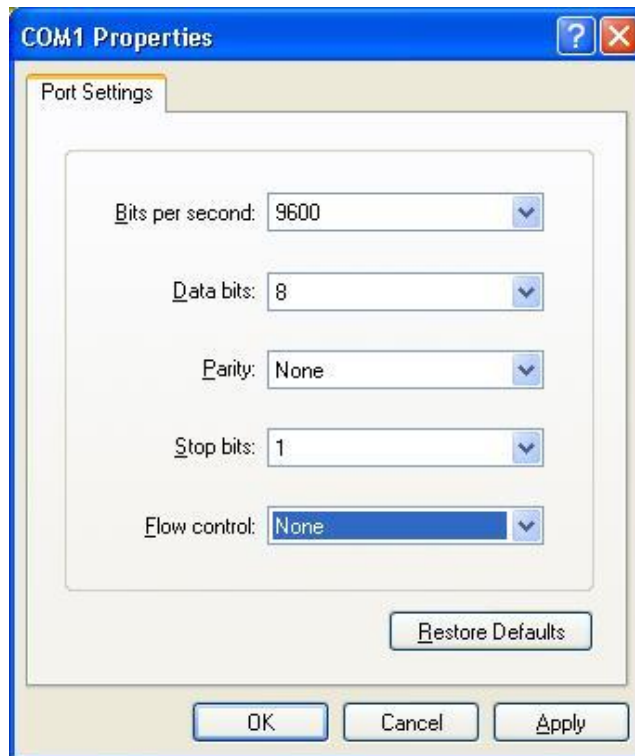 COM1 Properties
Port Settings
Bits per second: 9600
Data bits: 8
Parity: None
Stop bits: 1
Flow control: None
Restore Defaults
OK Cancel Apply